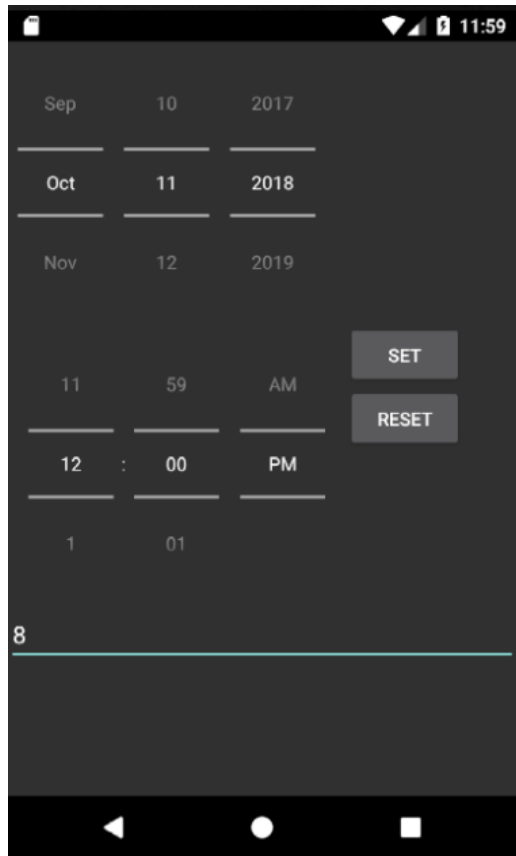 11:59
Sep 10 2017
Oct 11 2018
Nov 12 2019
SET
11 59 AM
RESET
12 : 00 PM
1 01
8